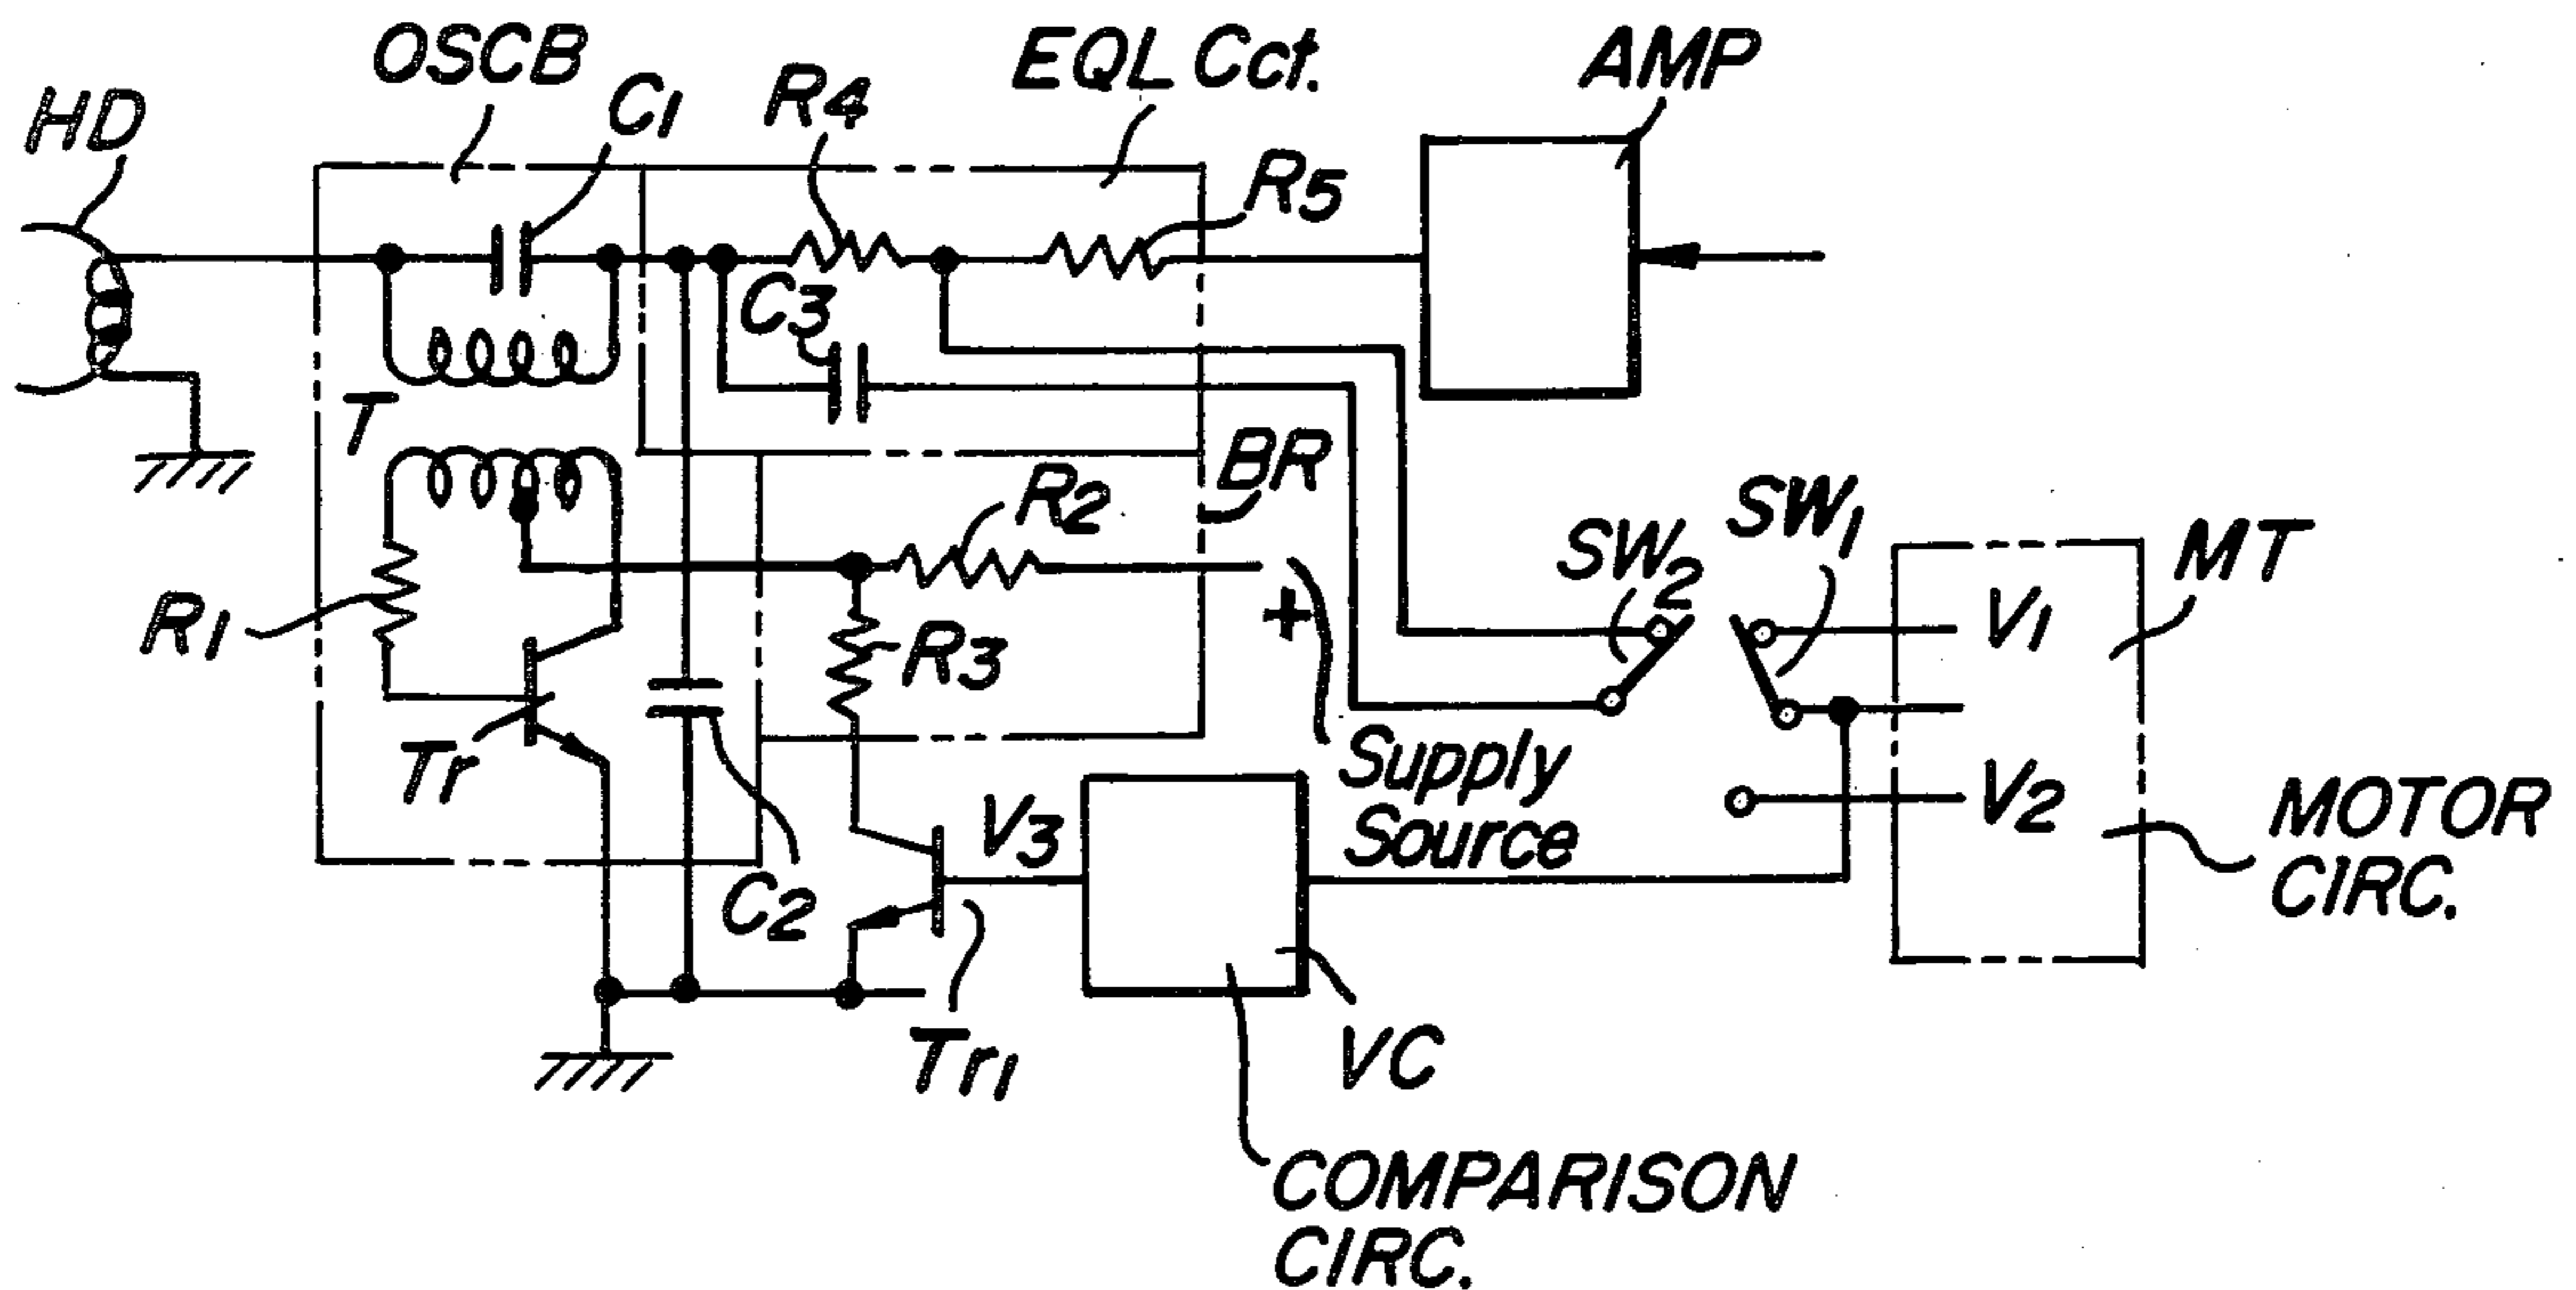 OSCB
EQL Cct.
AMP
HD
C1
R4
R5
C3
T
BR
R2
SW2
SW1
MT
R1
+
V1
R3
Tr
Supply
Source
V2
MOTOR
CIRC.
V3
C2
Tr1
VC
COMPARISON
CIRC.